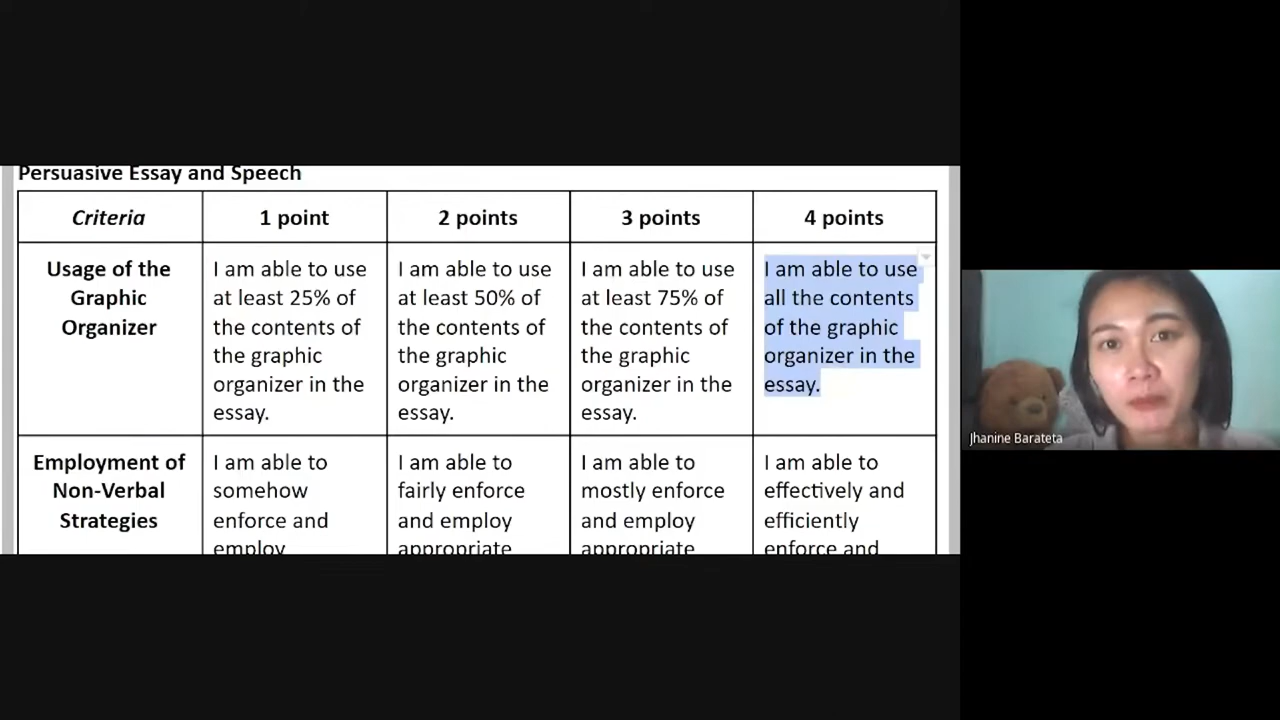 Persuasive Essay and Speech
Criteria
1 point
2 points
3 points
4 points
Usage of the
Graphic
Organizer
I am able to use
at least 25% of
the contents of
the graphic
organizer in the
essay.
I am able to use
at least 50% of
the contents of
the graphic
organizer in the
essay.
I am able to use
at least 75% of
the contents of
the graphic
organizer in the
essay.
I am able to use
all the contents
of the graphic
organizer in the
essay.
Employment of
Non-Verbal
Strategies
I am able to
somehow
enforce and
employ
I am able to
fairly enforce
and employ
appropriate
I am able to
mostly enforce
and employ
appropriate
I am able to
effectively and
efficiently
enforce and
Jhanine Barateta